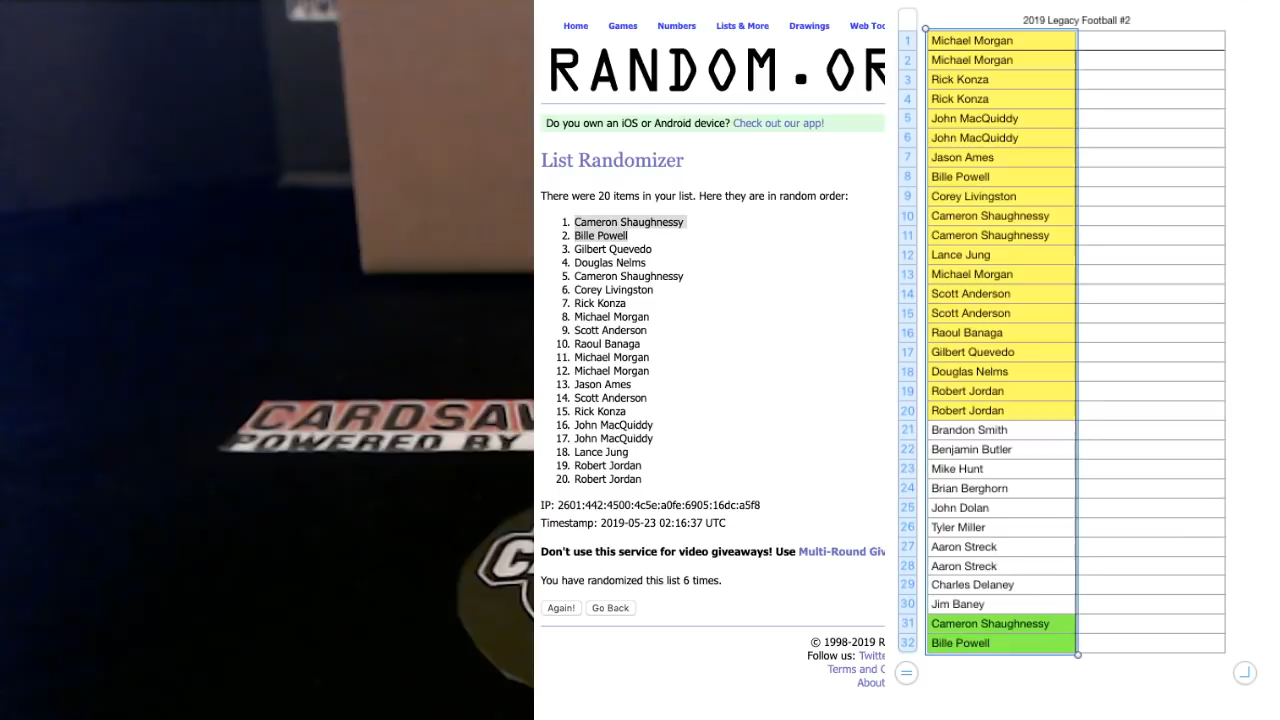 Home Games Numbers Lists & More Drawings
RANDOM.OR
Do you own an iOS or Android device? Check out our app!
List Randomizer
There were 20 items in your list. Here they are in random order:
1. Cameron Shaughnessy
2. Bille Powell
3. Gilbert Quevedo
4. Douglas Nelms
5. Cameron Shaughnessy
6. Corey Livingston
7. Rick Konza
8. Michael Morgan
9. Scott Anderson
10. Raoul Banaga
11. Michael Morgan
12. Michael Morgan
13. Jason Ames
14. Scott Anderson
15. Rick Konza
16. John MacQuiddy
17. John MacQuiddy
18. Lance Jung
19. Robert Jordan
20. Robert Jordan
IP: 2601:442:4500:4c5e:a0fe:6905:16dc:a5f8
Timestamp: 2019-05-23 02:16:37 UTC
Don't use this service for video giveaways! Use Multi-Round Giv
You have randomized this list 6 times.
Again! Go Back
© 1998-2019 R
Follow us: Twitte
Terms and C
About
2019 Legacy Football #2
1 Michael Morgan
2 Michael Morgan
3 Rick Konza
4 Rick Konza
5 John MacQuiddy
6 John MacQuiddy
7 Jason Ames
8 Bille Powell
9 Corey Livingston
10 Cameron Shaughnessy
11 Cameron Shaughnessy
12 Lance Jung
13 Michael Morgan
14 Scott Anderson
15 Scott Anderson
16 Raoul Banaga
17 Gilbert Quevedo
18 Douglas Nelms
19 Robert Jordan
20 Robert Jordan
21 Brandon Smith
22 Benjamin Butler
23 Mike Hunt
24 Brian Berghorn
25 John Dolan
26 Tyler Miller
27 Aaron Streck
28 Aaron Streck
29 Charles Delaney
30 Jim Baney
31 Cameron Shaughnessy
32 Bille Powell
CARDSAV
POWERED BY